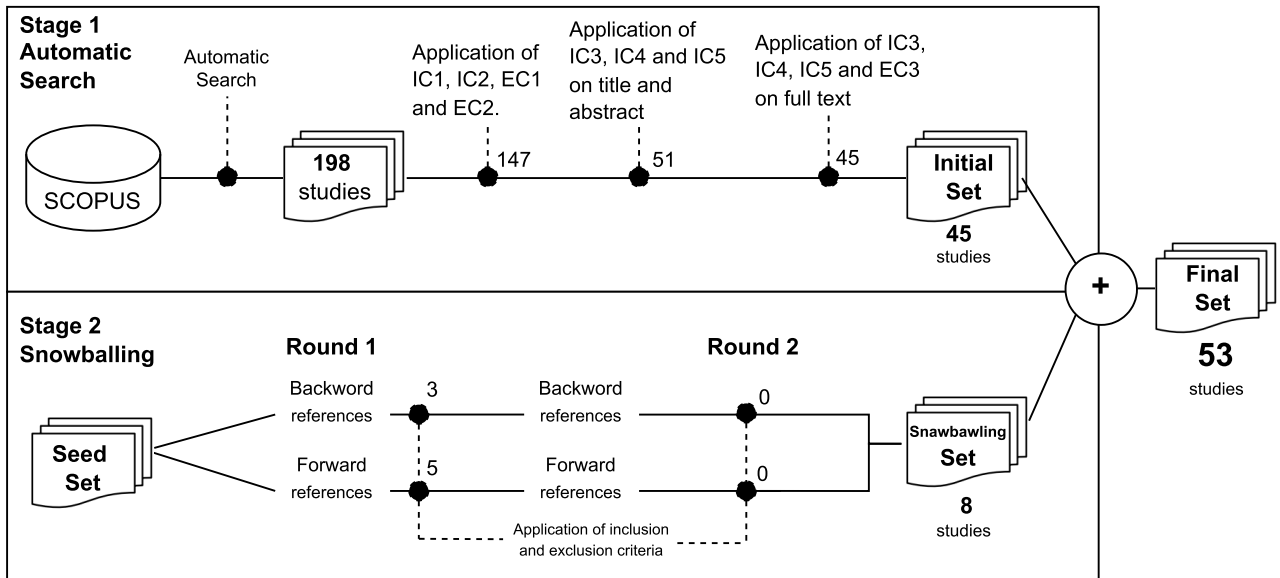 Stage 1
Automatic
Search
Automatic
Search
Application of
IC1, IC2, EC1
and EC2.
Application of
IC3, IC4 and IC5
on title and
abstract
Application of IC3,
IC4, IC5 and EC3
on full text
SCOPUS
198
studies
147
51
45
Initial
Set
45
studies
+
Final
Set
53
studies
Stage 2
Snowballing
Round 1
Round 2
Seed
Set
Backword
references
3
Backword
references
0
Forward
references
5
Forward
references
0
Application of inclusion
and exclusion criteria
Snawbawling
Set
8
studies